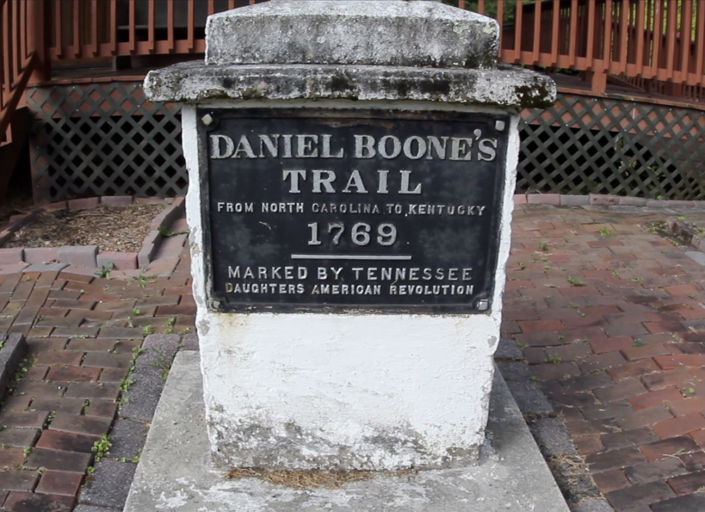 DANIEL BOONE'S
TRAIL
FROM NORTH CAROLINA TO KENTUCKY
1769
MARKED BY TENNESSEE
DAUGHTERS AMERICAN REVOLUTION